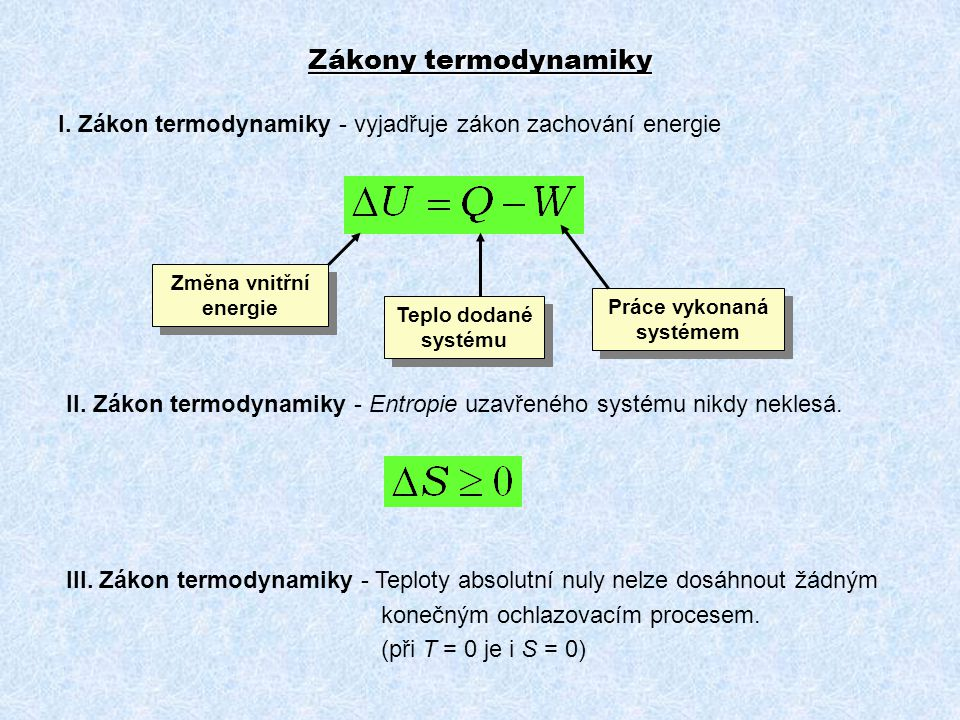 Zákony termodynamiky
I. Zákon termodynamiky - vyjadřuje zákon zachování energie
ΔU = Q − W
Změna vnitřní
energie
Teplo dodané
systému
Práce vykonaná
systémem
II. Zákon termodynamiky - Entropie uzavřeného systému nikdy neklesá.
ΔS ≥ 0
III. Zákon termodynamiky - Teploty absolutní nuly nelze dosáhnout žádným
konečným ochlazovacím procesem.
(při T = 0 je i S = 0)